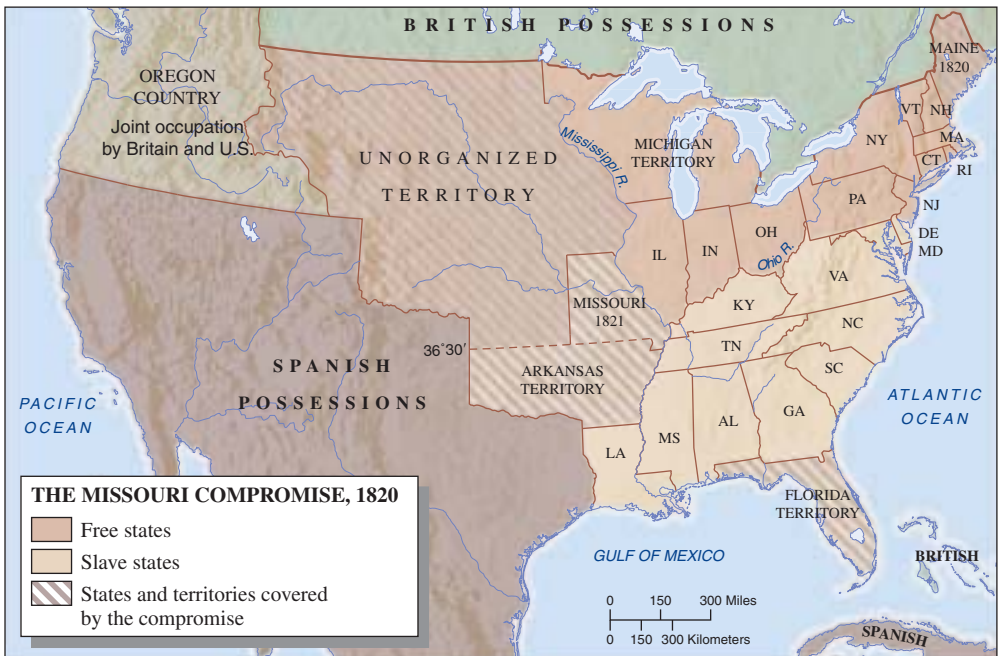 BRITISH POSSESSIONS
OREGON
COUNTRY
Joint occupation
by Britain and U.S.
UNORGANIZED
TERRITORY
Mississippi R.
MICHIGAN
TERRITORY
MAINE
1820
VT
NH
NY
MA
CT
RI
PA
NJ
OH
IN
IL
Ohio R.
DE
MD
VA
MISSOURI
1821
KY
NC
TN
36°30′
ARKANSAS
TERRITORY
SC
SPANISH
POSSESSIONS
PACIFIC
OCEAN
ATLANTIC
OCEAN
MS
AL
GA
LA
FLORIDA
TERRITORY
GULF OF MEXICO
BRITISH
SPANISH
THE MISSOURI COMPROMISE, 1820
Free states
Slave states
States and territories covered
by the compromise
0 150 300 Miles
0 150 300 Kilometers